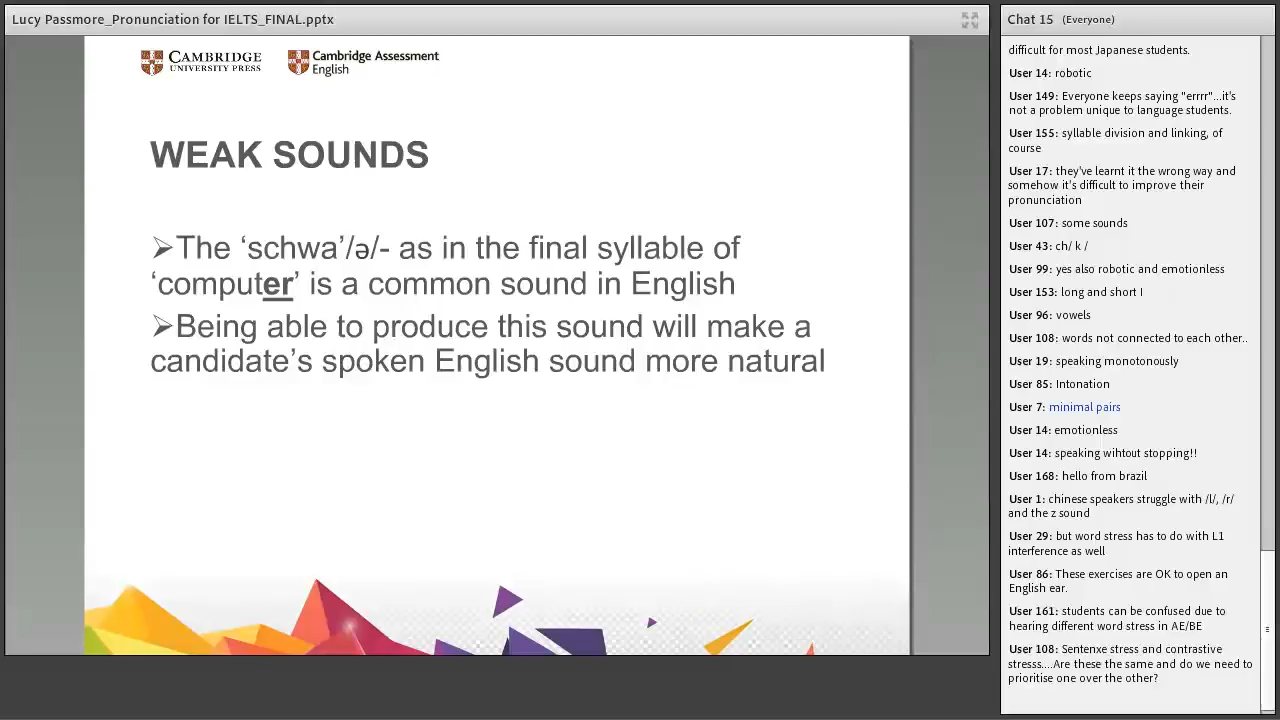 Lucy Passmore_Pronunciation for IELTS_FINAL.pptx
CAMBRIDGE
UNIVERSITY PRESS
Cambridge Assessment
English
WEAK SOUNDS
➢The ‘schwa’/ə/- as in the final syllable of
‘computer’ is a common sound in English
➢Being able to produce this sound will make a
candidate’s spoken English sound more natural
Chat 15 (Everyone)
difficult for most Japanese students.
User 14: robotic
User 149: Everyone keeps saying "errrr"...it's
not a problem unique to language students.
User 155: syllable division and linking, of
course
User 17: they've learnt it the wrong way and
somehow it's difficult to improve their
pronunciation
User 107: some sounds
User 43: ch/ k /
User 99: yes also robotic and emotionless
User 153: long and short I
User 96: vowels
User 108: words not connected to each other..
User 19: speaking monotonously
User 85: Intonation
User 7: minimal pairs
User 14: emotionless
User 14: speaking wihtout stopping!!
User 168: hello from brazil
User 1: chinese speakers struggle with /l/, /r/
and the z sound
User 29: but word stress has to do with L1
interference as well
User 86: These exercises are OK to open an
English ear.
User 161: students can be confused due to
hearing different word stress in AE/BE
User 108: Sentenxe stress and contrastive
stresss....Are these the same and do we need to
prioritise one over the other?